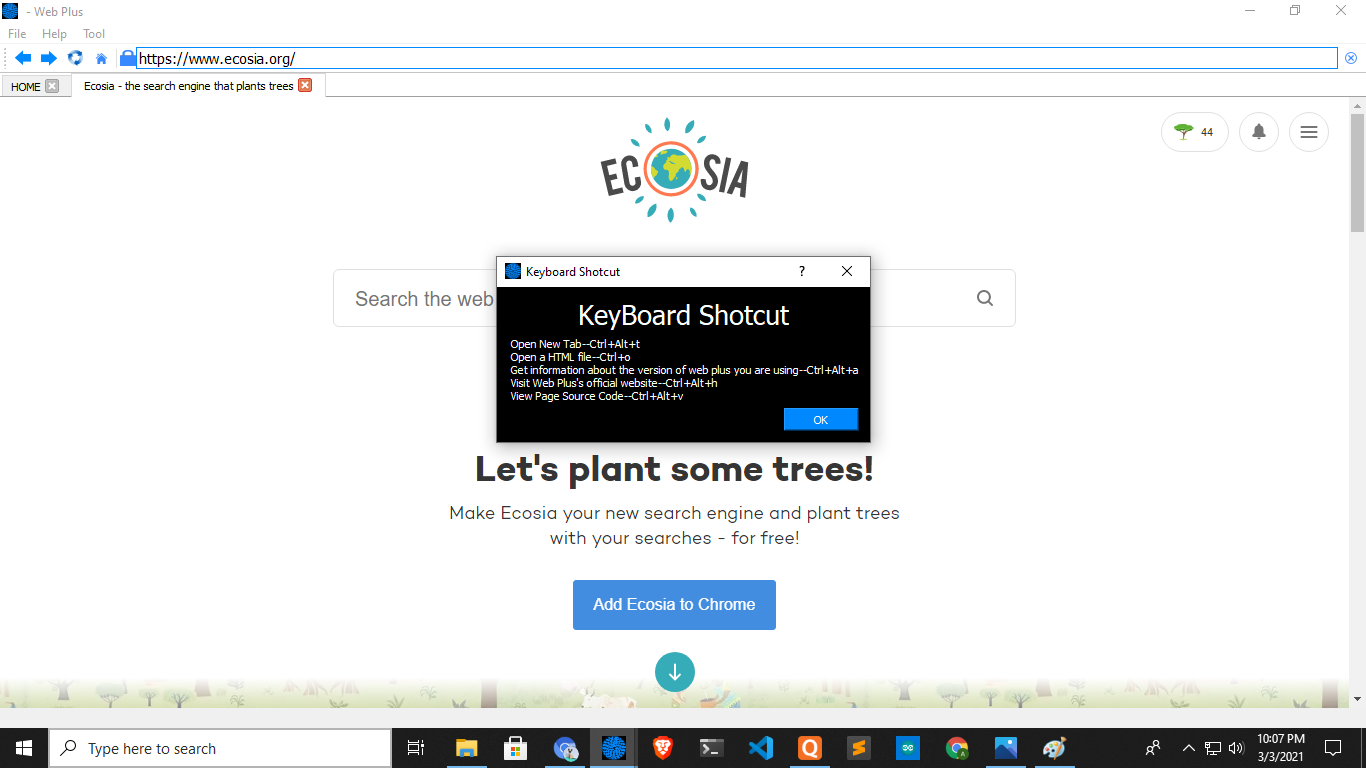 - Web Plus
File Help Tool
https://www.ecosia.org/
HOME Ecosia - the search engine that plants trees
44
ECOSIA
Keyboard Shotcut ?
Search the web
KeyBoard Shotcut
Open New Tab--Ctrl+Alt+t
Open a HTML file--Ctrl+o
Get information about the version of web plus you are using--Ctrl+Alt+a
Visit Web Plus's official website--Ctrl+Alt+h
View Page Source Code--Ctrl+Alt+v
OK
Let's plant some trees!
Make Ecosia your new search engine and plant trees
with your searches - for free!
Add Ecosia to Chrome
Type here to search
10:07 PM
3/3/2021